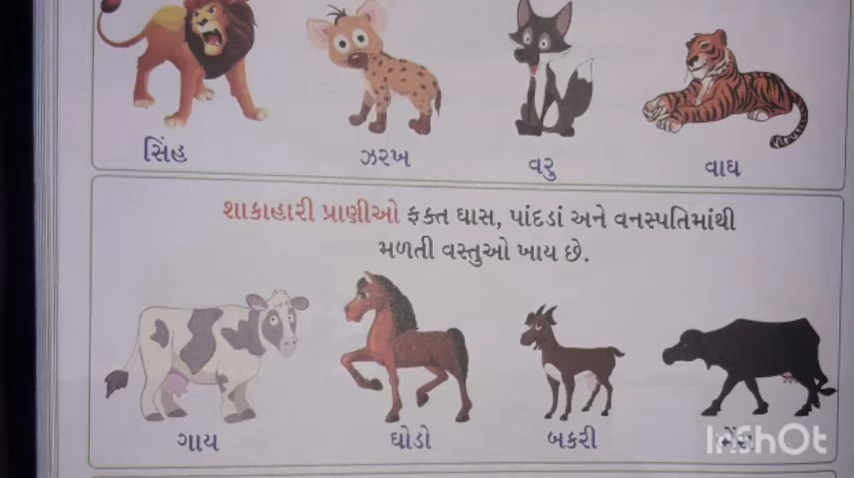 સિંહ
ઝરખ
વરુ
વાઘ
શાકાહારી પ્રાણીઓ ફક્ત ઘાસ, પાંદડાં અને વનસ્પતિમાંથી
મળતી વસ્તુઓ ખાય છે.
ગાય
ઘોડો
બકરી
InShOt